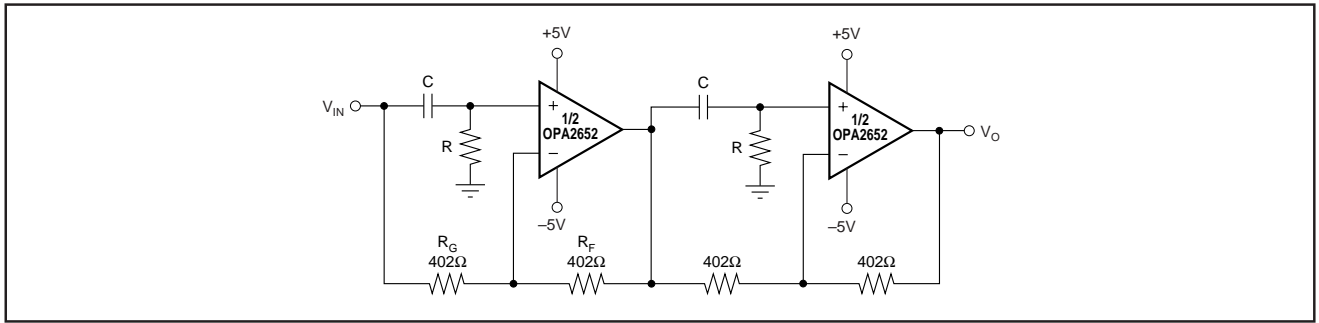 +5V
+5V
C
C
V_IN
+
1/2
OPA2652
−
+
1/2
OPA2652
−
V_O
R
R
–5V
–5V
R_G
402Ω
R_F
402Ω
402Ω
402Ω